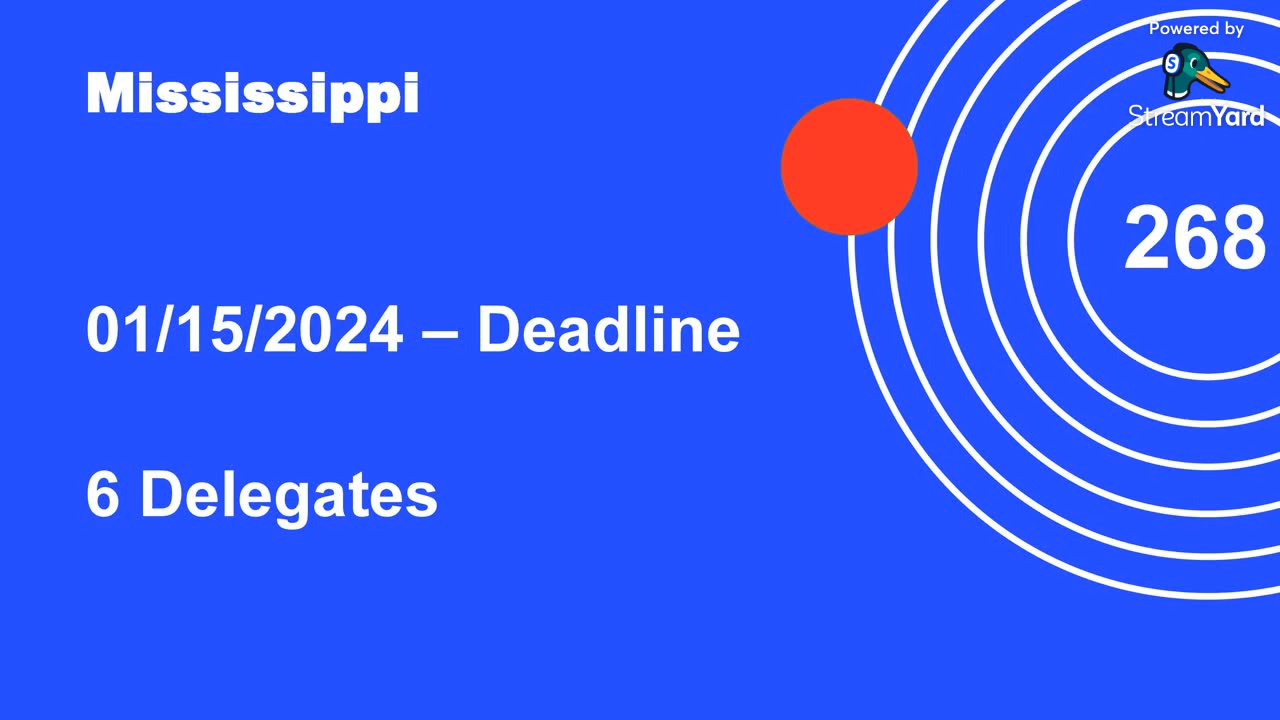 Powered by
S
StreamYard
Mississippi
268
01/15/2024 – Deadline
6 Delegates